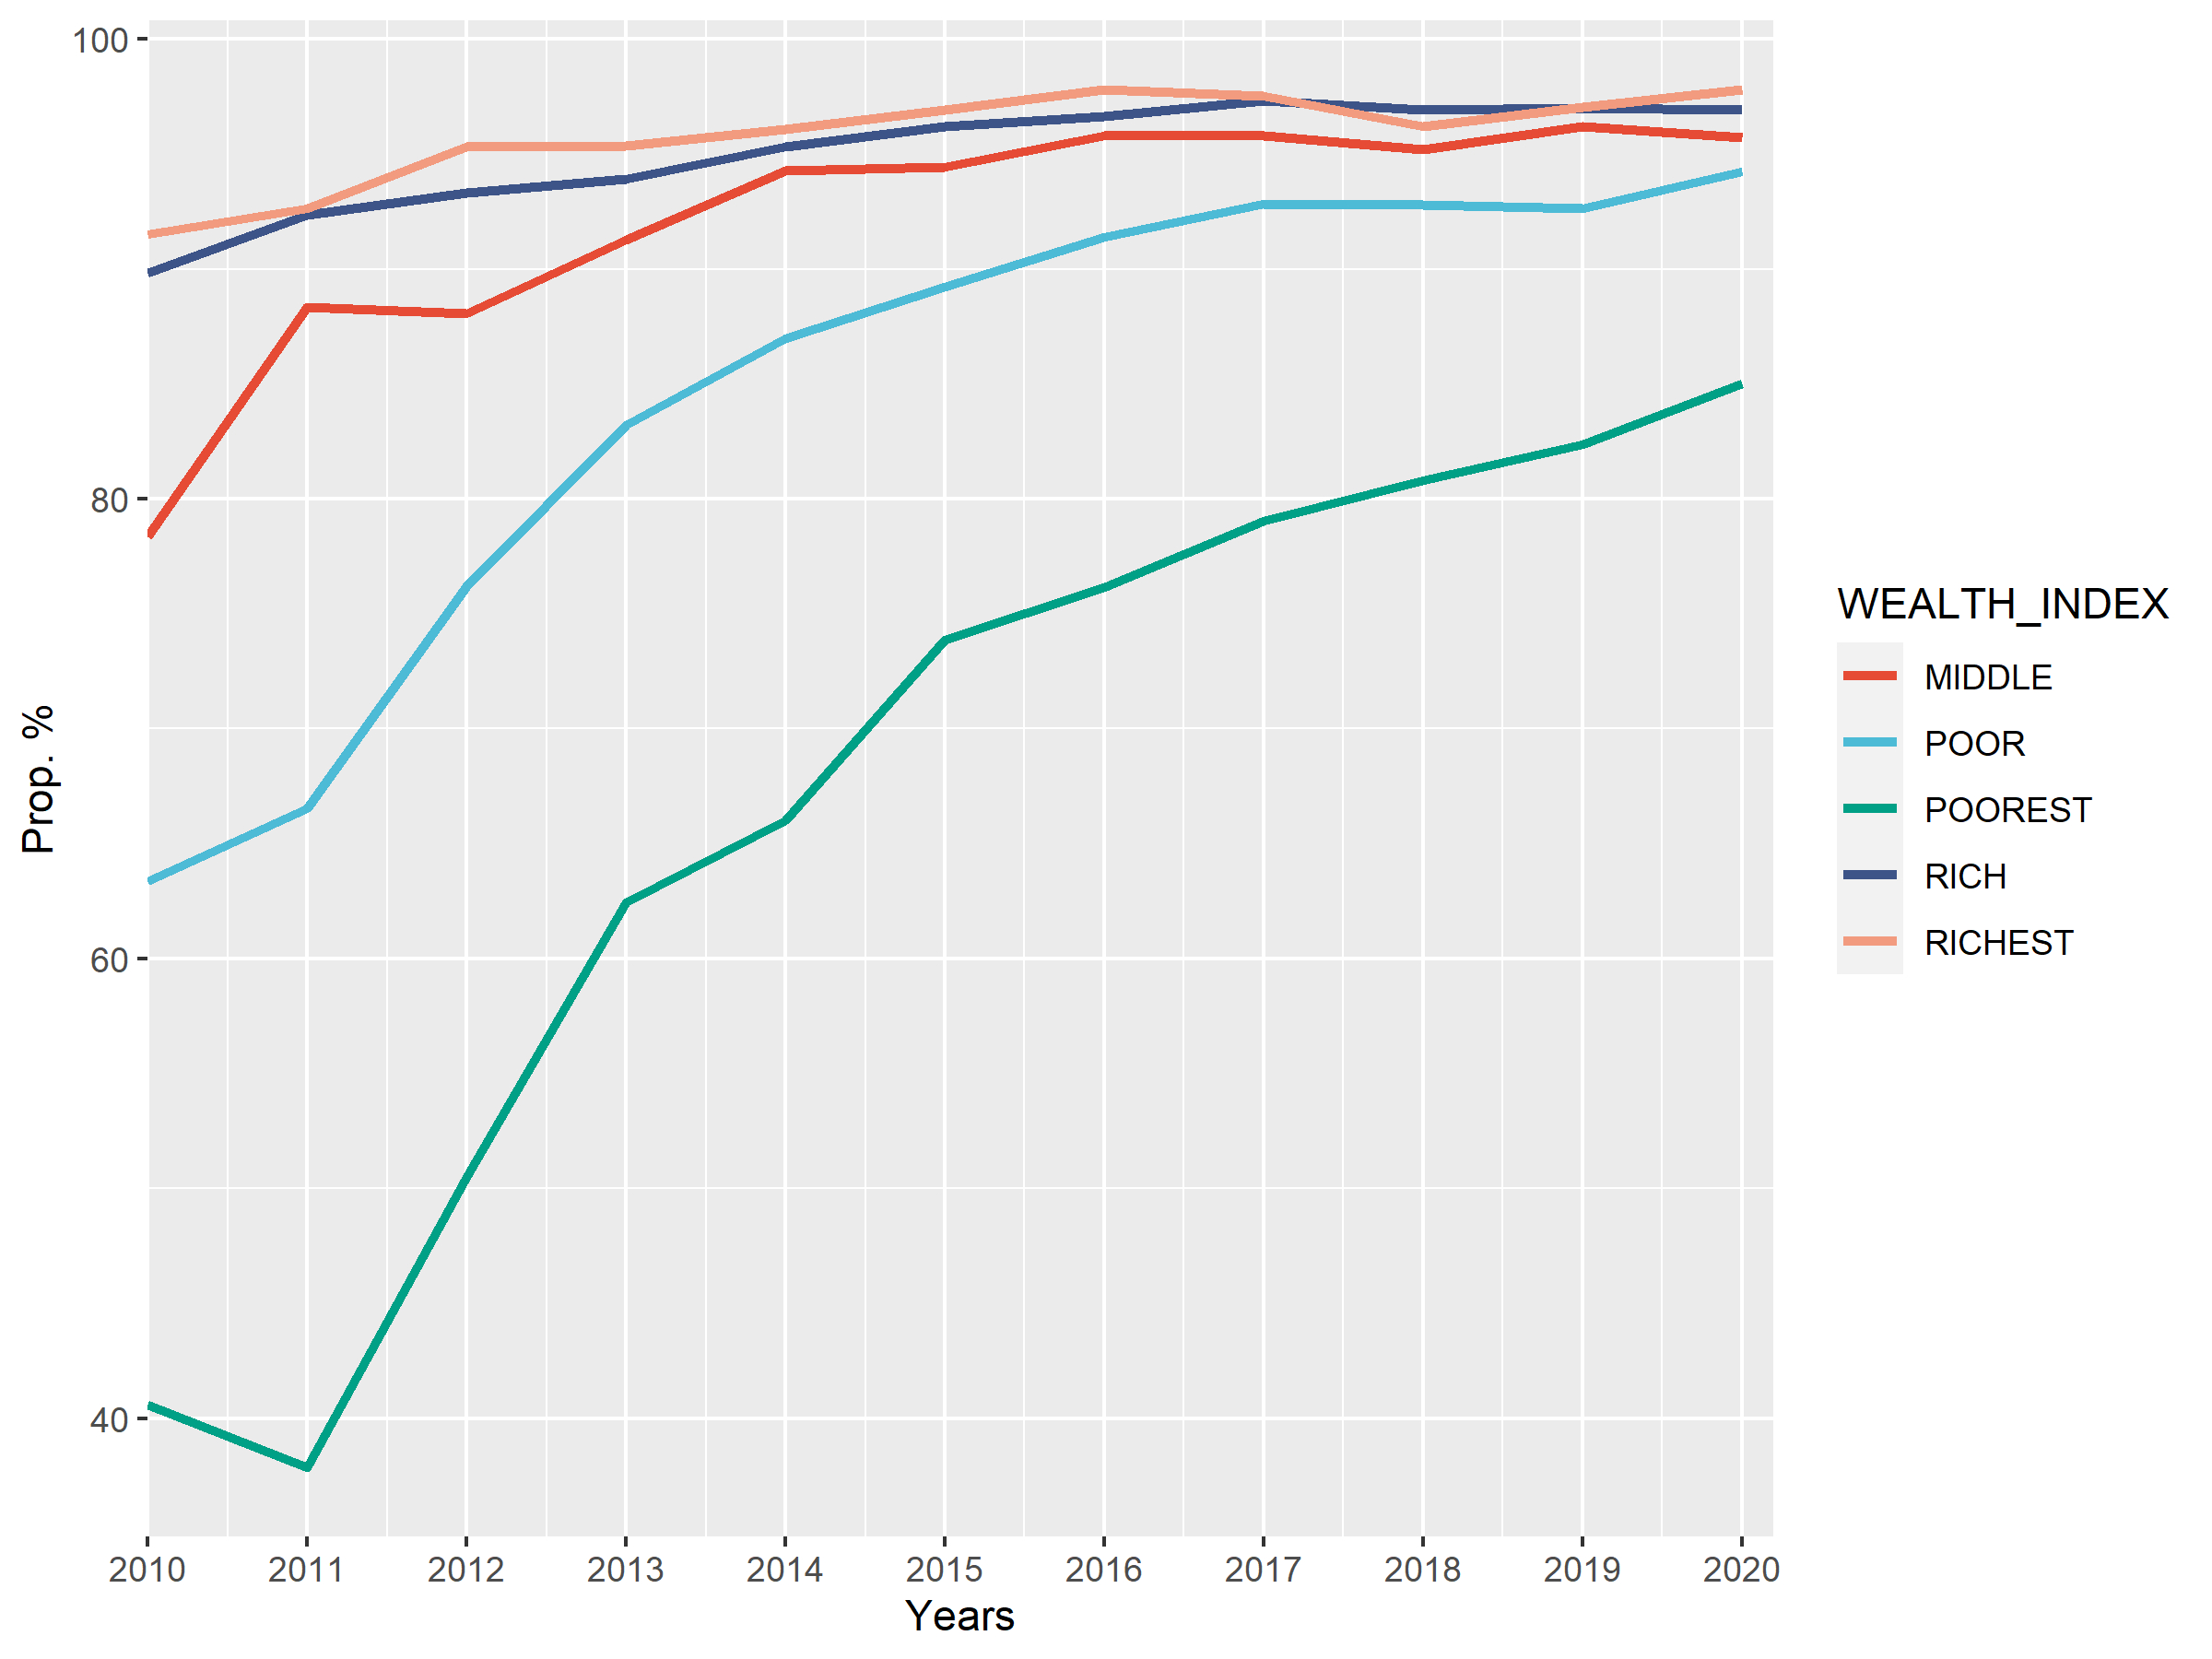 100
80
60
40
Prop. %
2010 2011 2012 2013 2014 2015 2016 2017 2018 2019 2020
Years
WEALTH_INDEX
MIDDLE
POOR
POOREST
RICH
RICHEST